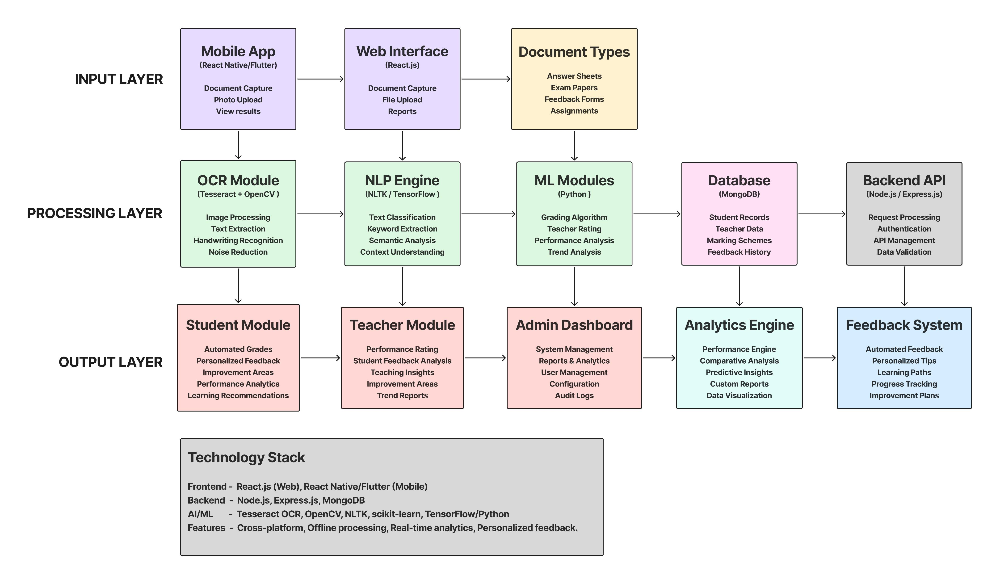 INPUT LAYER
Mobile App
(React Native/Flutter)
Document Capture
Photo Upload
View results
Web Interface
(React.js)
Document Capture
File Upload
Reports
Document Types
Answer Sheets
Exam Papers
Feedback Forms
Assignments
PROCESSING LAYER
OCR Module
(Tesseract + OpenCV )
Image Processing
Text Extraction
Handwriting Recognition
Noise Reduction
NLP Engine
(NLTK / TensorFlow )
Text Classification
Keyword Extraction
Semantic Analysis
Context Understanding
ML Modules
(Python )
Grading Algorithm
Teacher Rating
Performance Analysis
Trend Analysis
Database
(MongoDB)
Student Records
Teacher Data
Marking Schemes
Feedback History
Backend API
(Node.js / Express.js)
Request Processing
Authentication
API Management
Data Validation
OUTPUT LAYER
Student Module
Automated Grades
Personalized Feedback
Improvement Areas
Performance Analytics
Learning Recommendations
Teacher Module
Performance Rating
Student Feedback Analysis
Teaching Insights
Improvement Areas
Trend Reports
Admin Dashboard
System Management
Reports & Analytics
User Management
Configuration
Audit Logs
Analytics Engine
Performance Engine
Comparative Analysis
Predictive Insights
Custom Reports
Data Visualization
Feedback System
Automated Feedback
Personalized Tips
Learning Paths
Progress Tracking
Improvement Plans
Technology Stack
Frontend - React.js (Web), React Native/Flutter (Mobile)
Backend - Node.js, Express.js, MongoDB
AI/ML - Tesseract OCR, OpenCV, NLTK, scikit-learn, TensorFlow/Python
Features - Cross-platform, Offline processing, Real-time analytics, Personalized feedback.